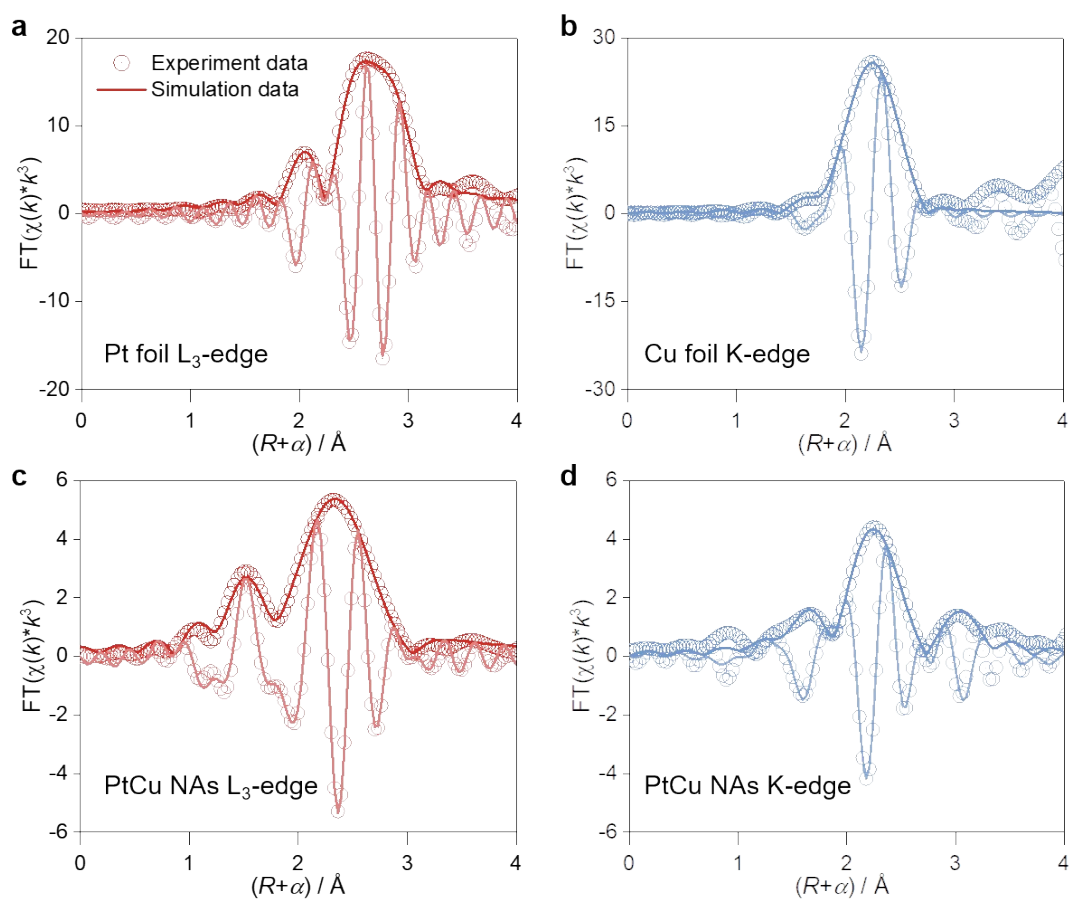 a
20
10
0
-10
-20
FT(χ(k)*k³)
Experiment data
Simulation data
Pt foil L₃-edge
0 1 2 3 4
(R+α) / Å
b
30
15
0
-15
-30
FT(χ(k)*k³)
Cu foil K-edge
0 1 2 3 4
(R+α) / Å
c
6
4
2
0
-2
-4
-6
FT(χ(k)*k³)
PtCu NAs L₃-edge
0 1 2 3 4
(R+α) / Å
d
6
4
2
0
-2
-4
-6
FT(χ(k)*k³)
PtCu NAs K-edge
0 1 2 3 4
(R+α) / Å